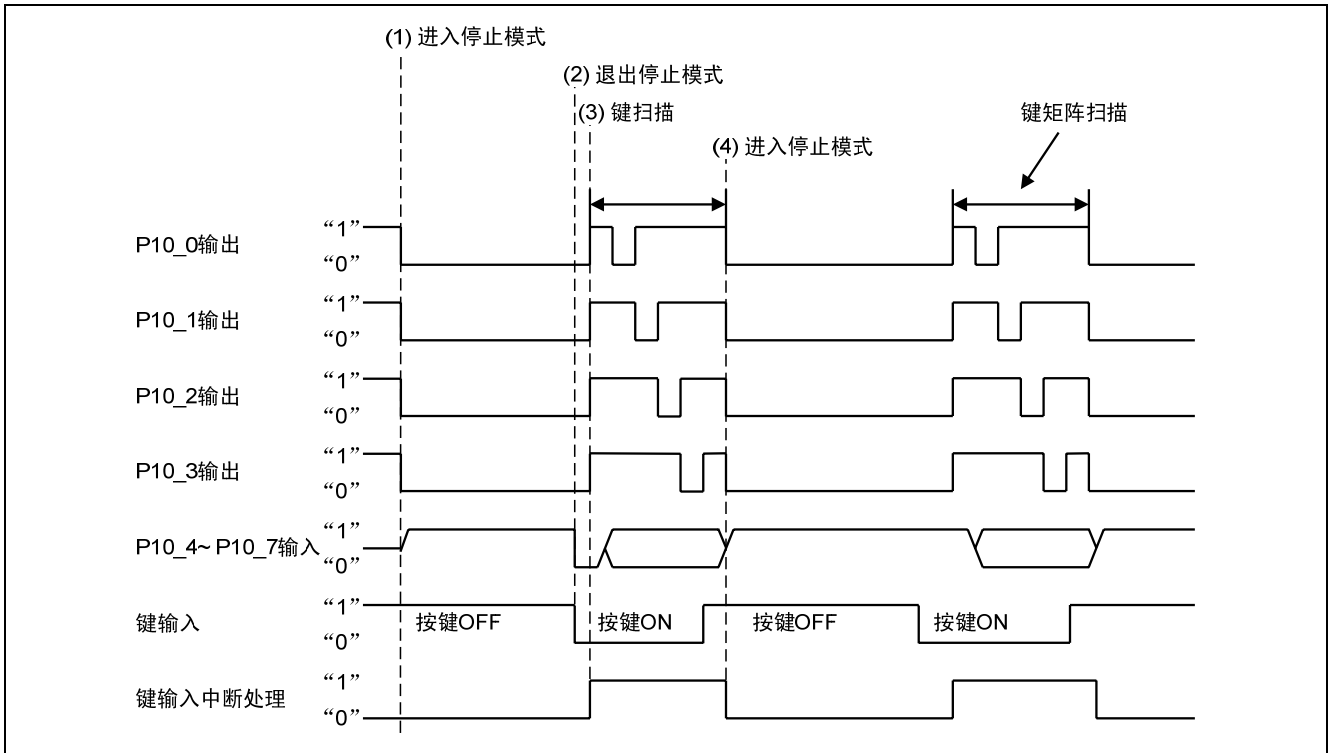 (1) 进入停止模式
(2) 退出停止模式
(3) 键扫描
键矩阵扫描
(4) 进入停止模式
P10_0输出
“1”
“0”
P10_1输出
“1”
“0”
P10_2输出
“1”
“0”
P10_3输出
“1”
“0”
P10_4~ P10_7输入
“1”
“0”
键输入
“1”
“0”
按键OFF
按键ON
按键OFF
按键ON
键输入中断处理
“1”
“0”